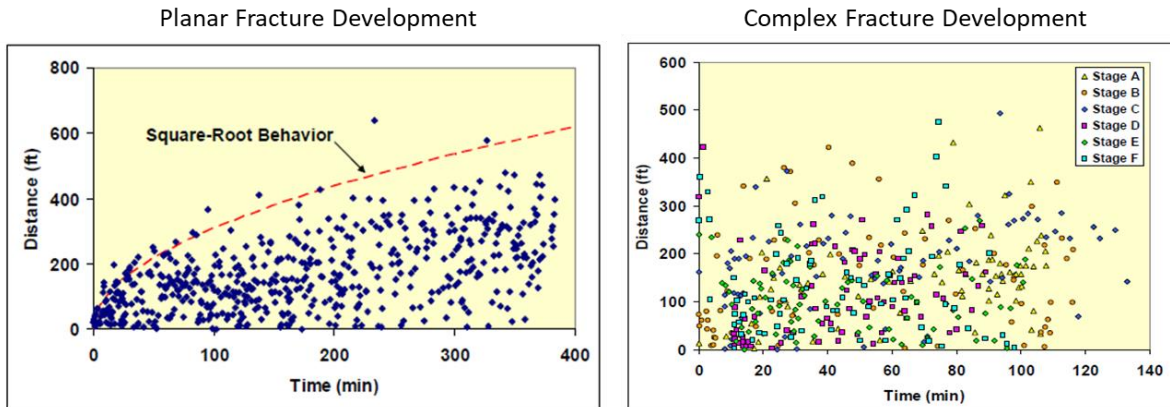 Planar Fracture Development
800
600
400
200
0
0
100
200
300
400
Distance (ft)
Time (min)
Square-Root Behavior
Complex Fracture Development
600
500
400
300
200
100
0
0
20
40
60
80
100
120
140
Distance (ft)
Time (min)
Stage A
Stage B
Stage C
Stage D
Stage E
Stage F